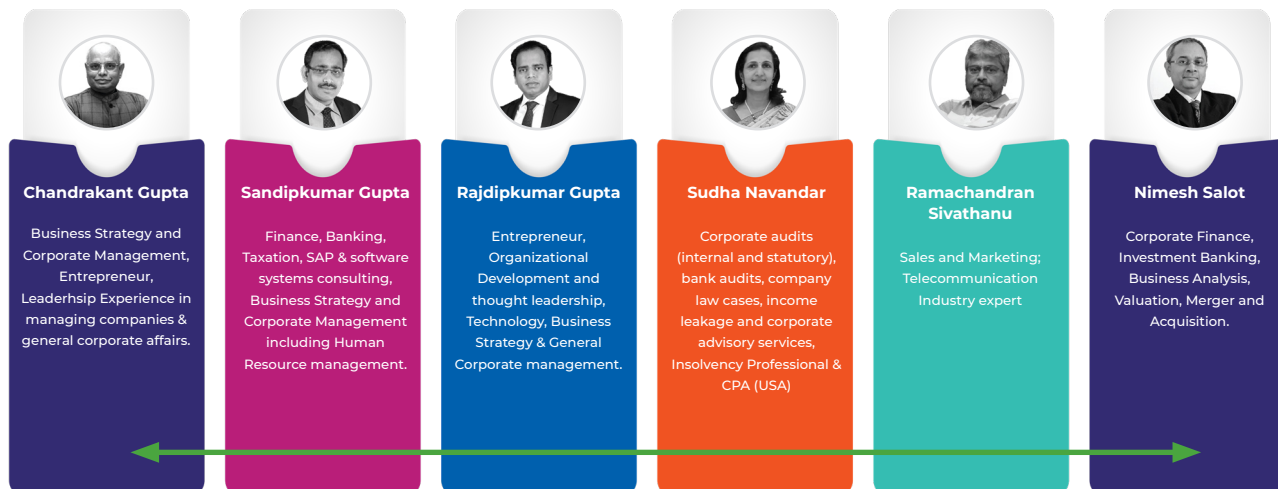 Chandrakant Gupta
Business Strategy and
Corporate Management,
Entrepreneur,
Leaderhsip Experience in
managing companies &
general corporate affairs.
Sandipkumar Gupta
Finance, Banking,
Taxation, SAP & software
systems consulting,
Business Strategy and
Corporate Management
including Human
Resource management.
Rajdipkumar Gupta
Entrepreneur,
Organizational
Development and
thought leadership,
Technology, Business
Strategy & General
Corporate management.
Sudha Navandar
Corporate audits
(internal and statutory),
bank audits, company
law cases, income
leakage and corporate
advisory services,
Insolvency Professional &
CPA (USA)
Ramachandran
Sivathanu
Sales and Marketing;
Telecommunication
Industry expert
Nimesh Salot
Corporate Finance,
Investment Banking,
Business Analysis,
Valuation, Merger and
Acquisition.